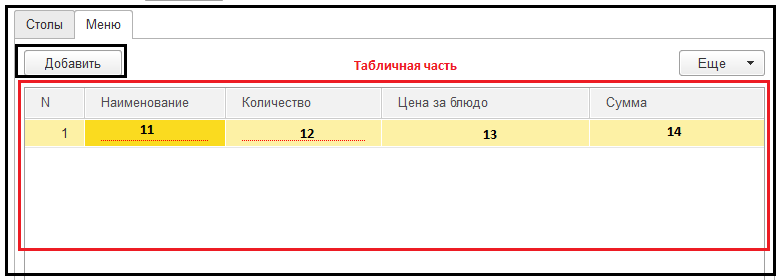 Столы Меню
Добавить Табличная часть Еще
N Наименование Количество Цена за блюдо Сумма
1 11 12 13 14